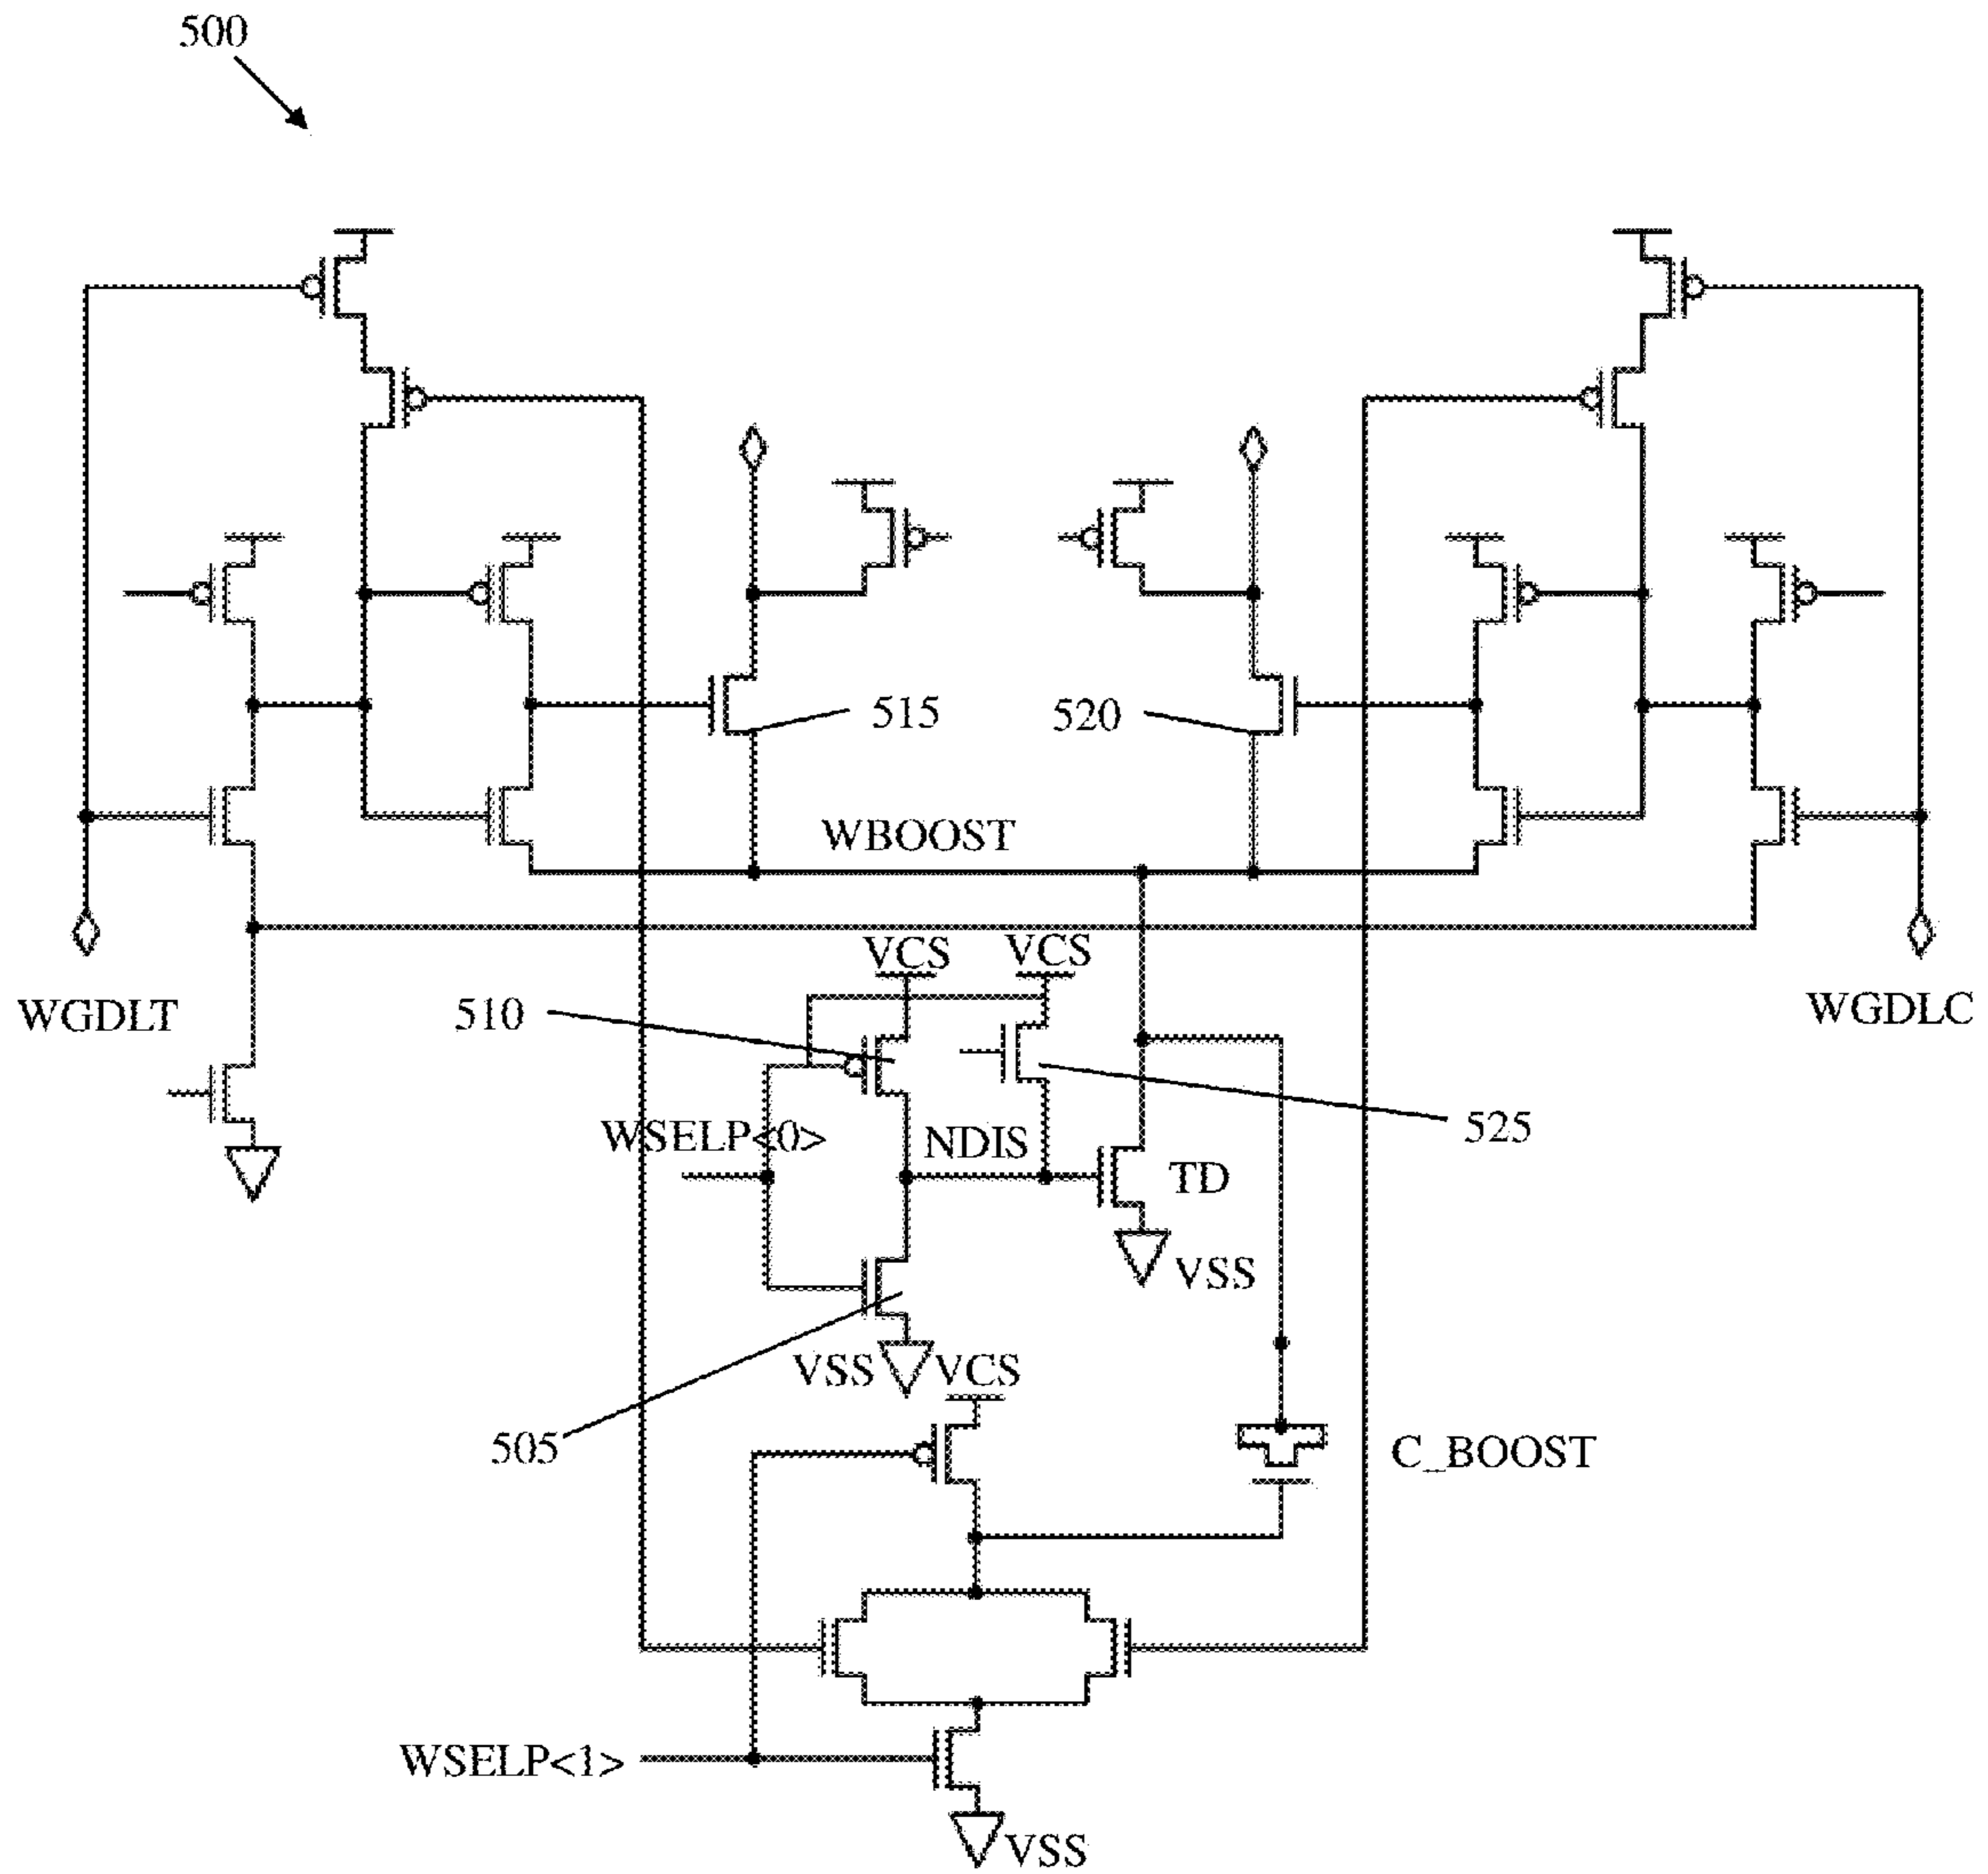 500
515
520
WBOOST
VCS
VCS
WGDLT
510
WGDLC
WSELP<0>
NDIS
525
TD
VSS
VSS
VCS
505
C_BOOST
WSELP<1>
VSS